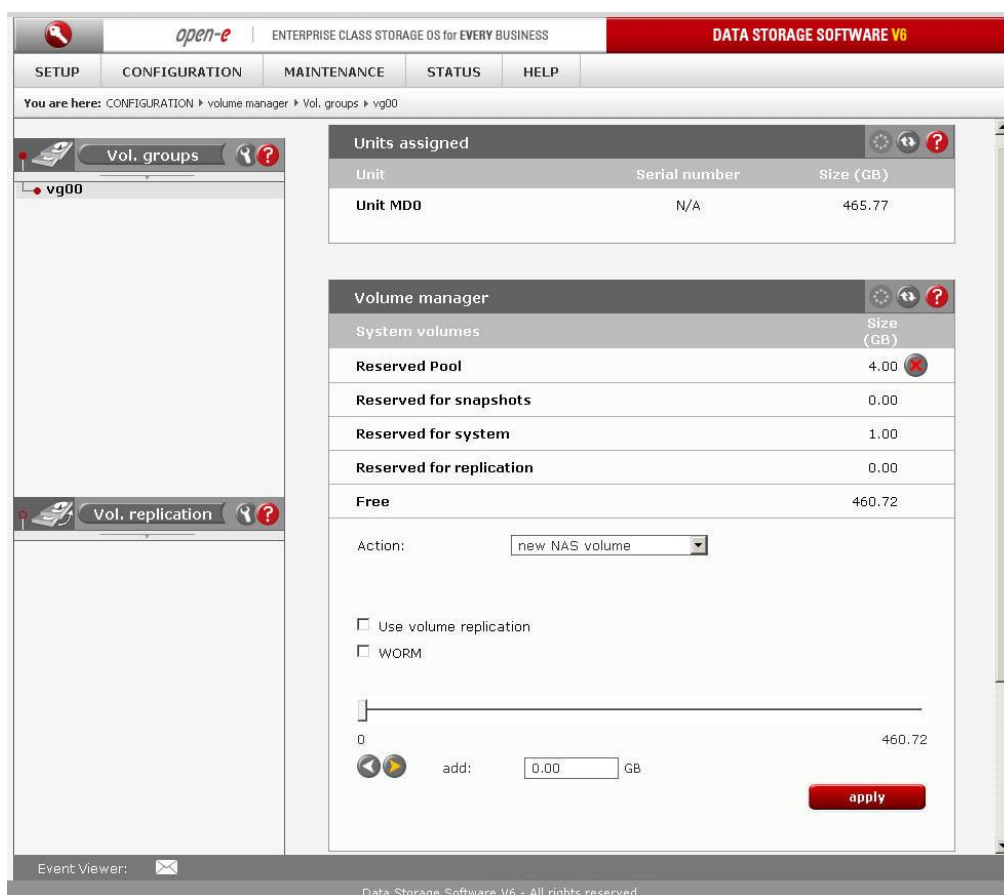 open-e
ENTERPRISE CLASS STORAGE OS for EVERY BUSINESS
DATA STORAGE SOFTWARE V6
SETUP CONFIGURATION MAINTENANCE STATUS HELP
You are here: CONFIGURATION volume manager Vol. groups vg00
Vol. groups
vg00
Vol. replication
Units assigned
Unit Serial number Size (GB)
Unit MD0 N/A 465.77
Volume manager
System volumes Size (GB)
Reserved Pool 4.00
Reserved for snapshots 0.00
Reserved for system 1.00
Reserved for replication 0.00
Free 460.72
Action: new NAS volume
Use volume replication
WORM
0 460.72
add: 0.00 GB
apply
Event Viewer:
Data Storage Software V6 - All rights reserved